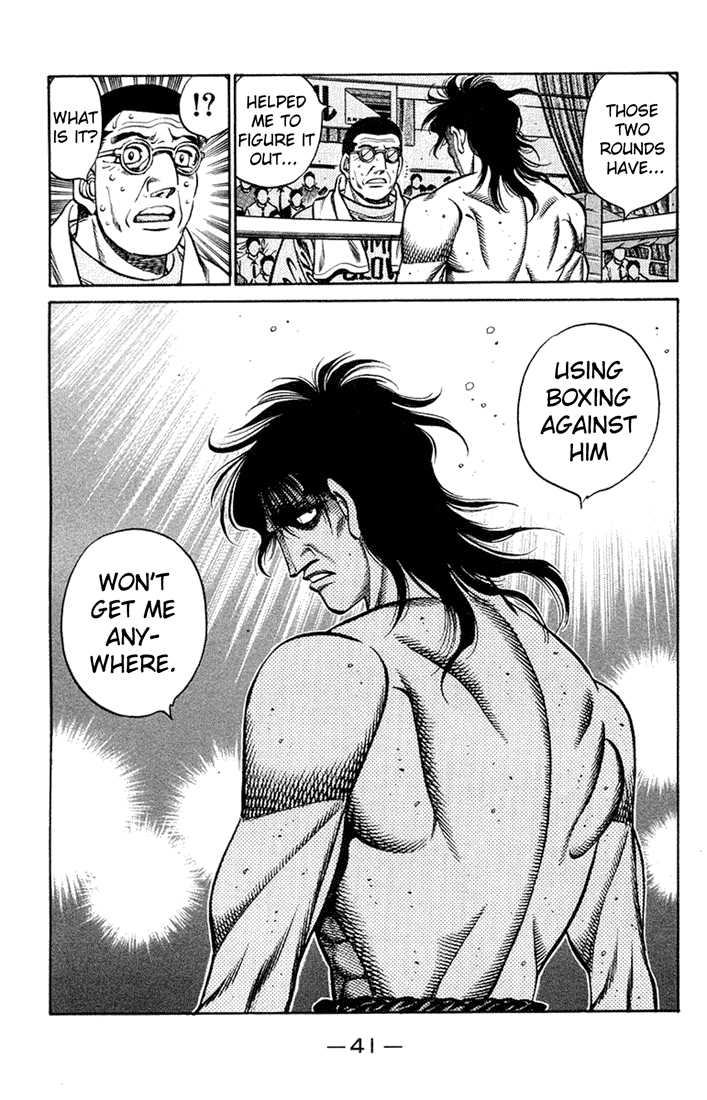 THOSE
TWO
ROUNDS
HAVE...
HELPED
ME TO
FIGURE IT
OUT...
!?
WHAT
IS IT?
USING
BOXING
AGAINST
HIM
WON'T
GET ME
ANY-
WHERE.
—41—